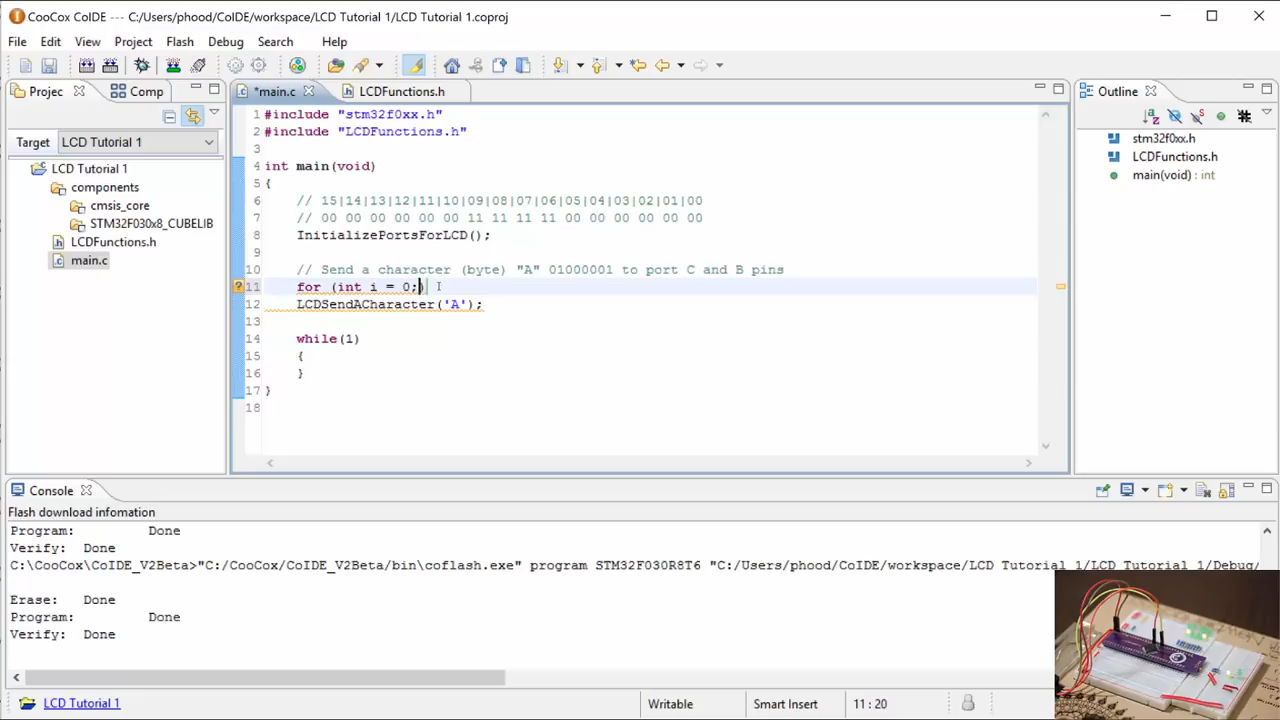 CooCox CoIDE --- C:/Users/phood/CoIDE/workspace/LCD Tutorial 1/LCD Tutorial 1.coproj
File Edit View Project Flash Debug Search Help
Projec Comp
Target LCD Tutorial 1
LCD Tutorial 1
components
cmsis_core
STM32F030x8_CUBELIB
LCDFunctions.h
main.c
*main.c LCDFunctions.h
1 #include "stm32f0xx.h"
2 #include "LCDFunctions.h"
3
4 int main(void)
5 {
6 // 15|14|13|12|11|10|09|08|07|06|05|04|03|02|01|00
7 // 00 00 00 00 00 00 11 11 11 11 00 00 00 00 00 00
8 InitializePortsForLCD();
9
10 // Send a character (byte) "A" 01000001 to port C and B pins
11 for (int i = 0;)
12 LCDSendACharacter('A');
13
14 while(1)
15 {
16 }
17 }
18
Outline
stm32f0xx.h
LCDFunctions.h
main(void) : int
Console
Flash download infomation
Program: Done
Verify: Done
C:\CooCox\CoIDE_V2Beta>"C:/CooCox/CoIDE_V2Beta/bin\coflash.exe" program STM32F030R8T6 "C:/Users/phood/CoIDE/workspace/LCD Tutorial 1/LCD Tutorial 1/Debug/
Erase: Done
Program: Done
Verify: Done
LCD Tutorial 1 Writable Smart Insert 11 : 20